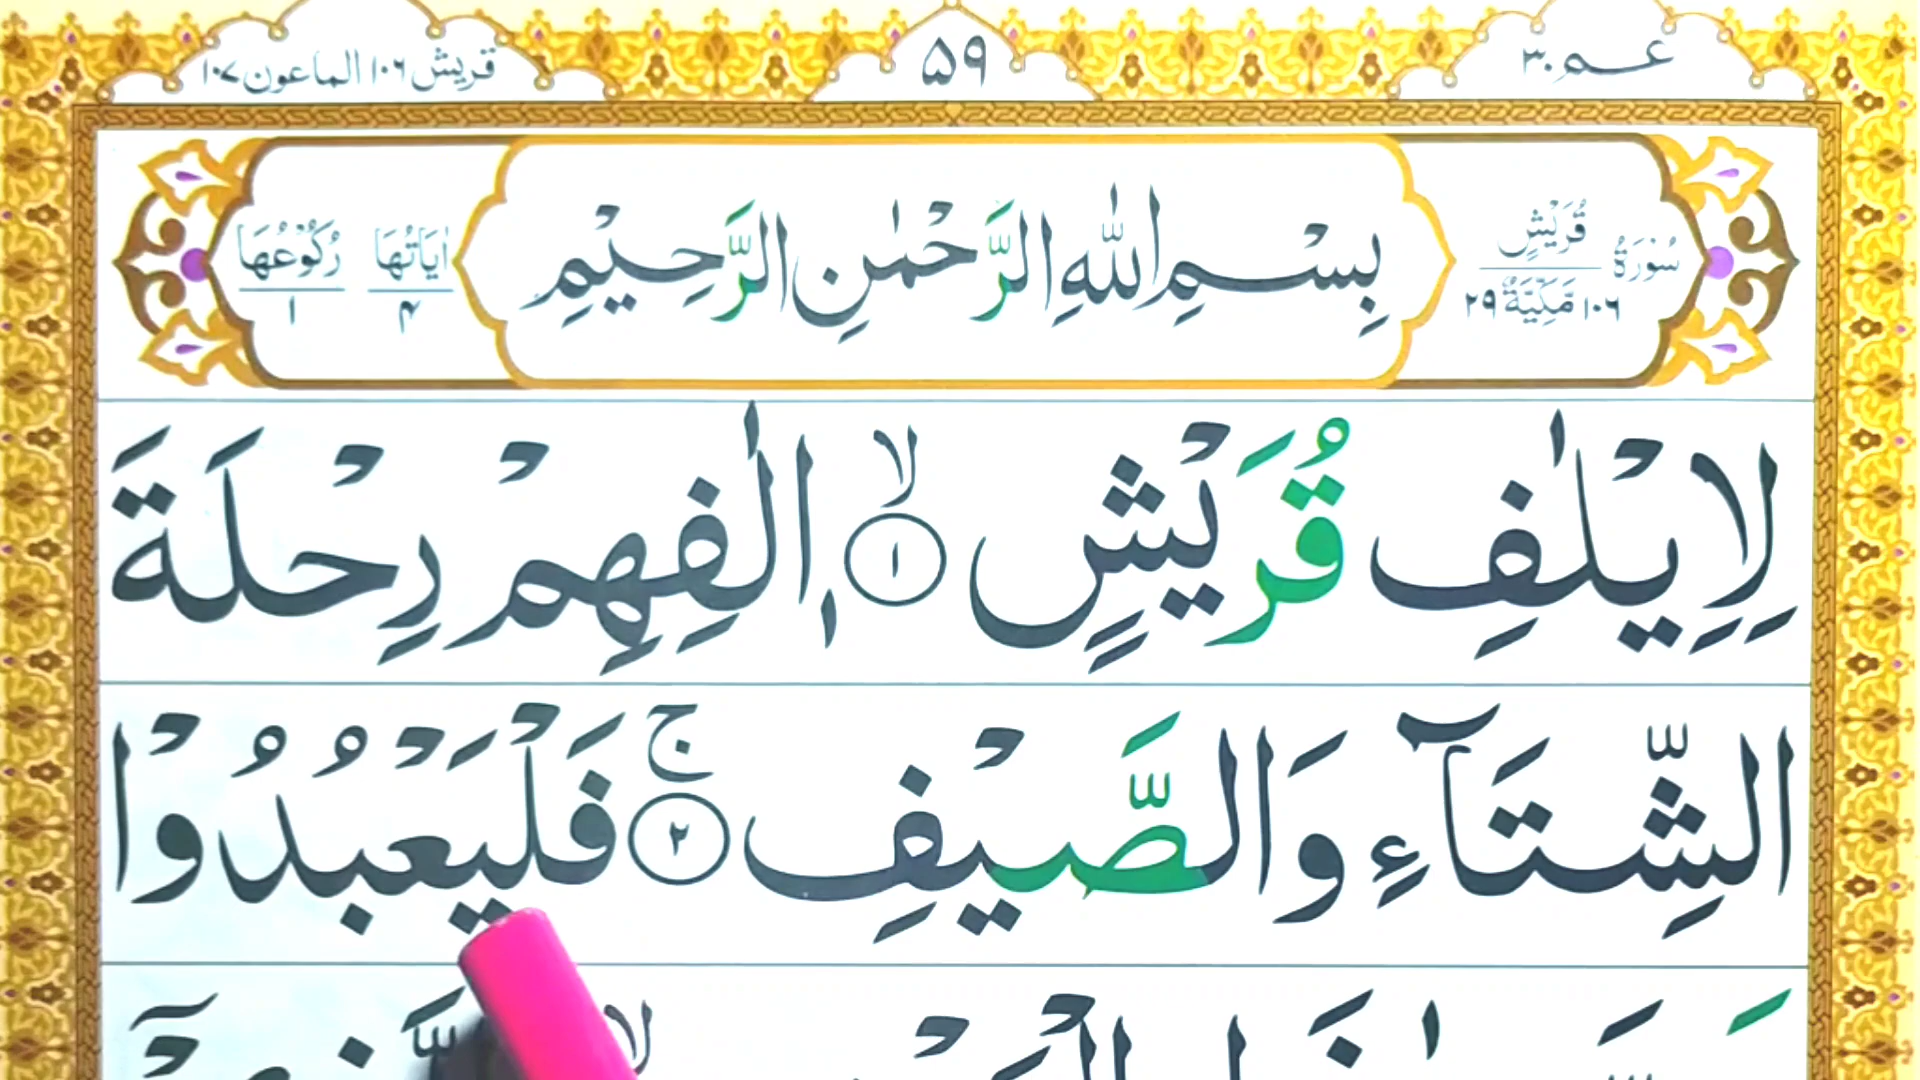 عـم ٣٠
٥٩
قريش ١٠٦ الماعون ١٠٧
سُوْرَةُ قُرَيْشٍ ١٠٦ مَكِّيَّةٌ ٢٩
بِسْمِ اللّٰهِ الرَّحْمٰنِ الرَّحِيْمِ
اٰيَاتُهَا ٤
رُكُوْعُهَا ١
لِاِيْلٰفِ قُرَيْشٍ ۙ ١ اٖلٰفِهِمْ رِحْلَةَ
الشِّتَآءِ وَالصَّيْفِ ۚ ٢ فَلْيَعْبُدُوْا